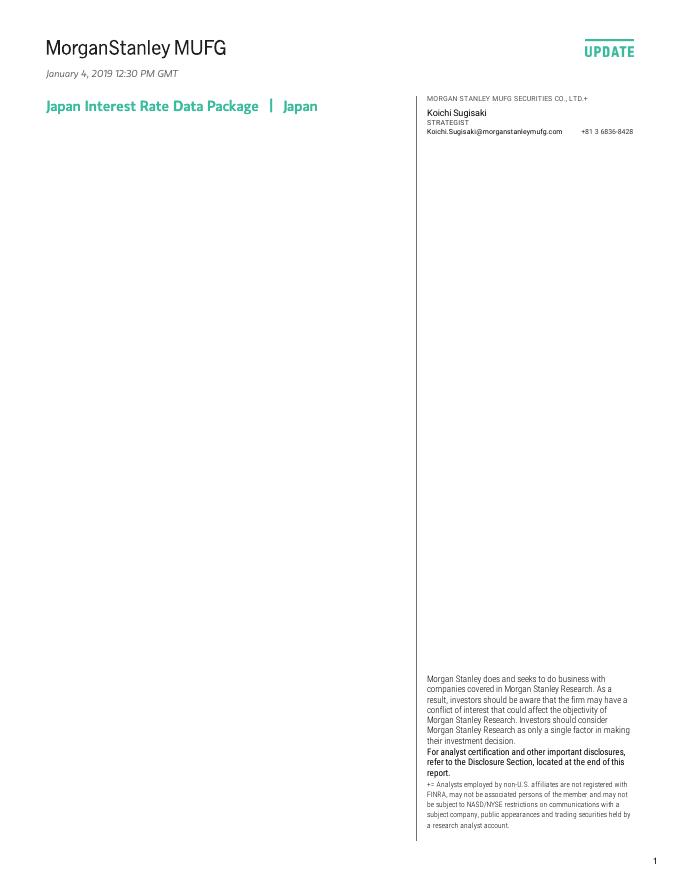 MorganStanley MUFG
UPDATE
January 4, 2019 12:30 PM GMT
Japan Interest Rate Data Package | Japan
MORGAN STANLEY MUFG SECURITIES CO., LTD.+
Koichi Sugisaki
STRATEGIST
Koichi.Sugisaki@morganstanleymufg.com +81 3 6836-8428
Morgan Stanley does and seeks to do business with
companies covered in Morgan Stanley Research. As a
result, investors should be aware that the firm may have a
conflict of interest that could affect the objectivity of
Morgan Stanley Research. Investors should consider
Morgan Stanley Research as only a single factor in making
their investment decision.
For analyst certification and other important disclosures,
refer to the Disclosure Section, located at the end of this
report.
+= Analysts employed by non-U.S. affiliates are not registered with
FINRA, may not be associated persons of the member and may not
be subject to NASD/NYSE restrictions on communications with a
subject company, public appearances and trading securities held by
a research analyst account.
1